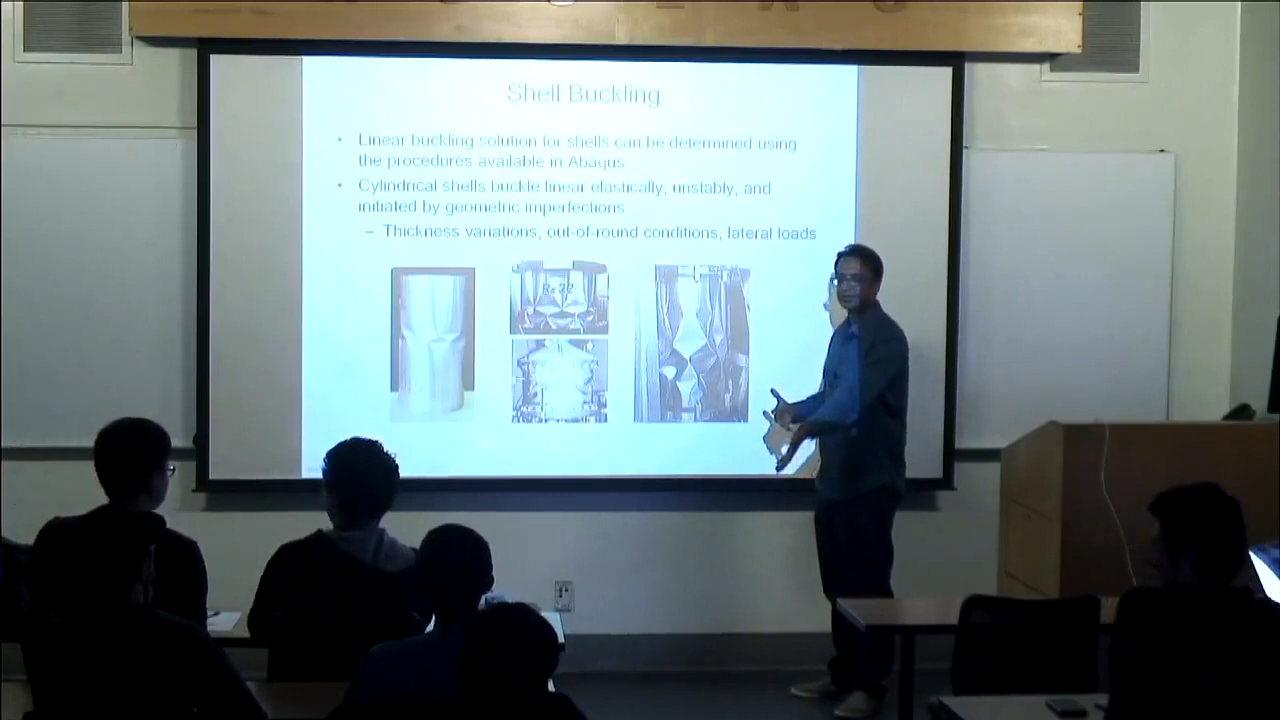 Shell Buckling
• Linear buckling solution for shells can be determined using
the procedures available in Abaqus
• Cylindrical shells buckle linear elastically, unstably, and
initiated by geometric imperfections
– Thickness variations, out-of-round conditions, lateral loads